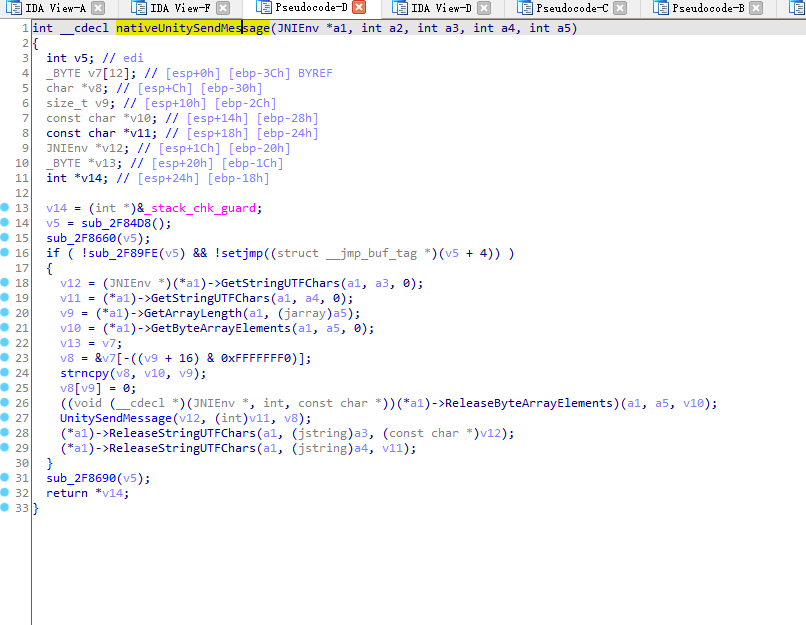 IDA View-A IDA View-F Pseudocode-D IDA View-D Pseudocode-C Pseudocode-B
1 int __cdecl nativeUnitySendMessage(JNIEnv *a1, int a2, int a3, int a4, int a5)
2 {
3 int v5; // edi
4 _BYTE v7[12]; // [esp+0h] [ebp-3Ch] BYREF
5 char *v8; // [esp+Ch] [ebp-30h]
6 size_t v9; // [esp+10h] [ebp-2Ch]
7 const char *v10; // [esp+14h] [ebp-28h]
8 const char *v11; // [esp+18h] [ebp-24h]
9 JNIEnv *v12; // [esp+1Ch] [ebp-20h]
10 _BYTE *v13; // [esp+20h] [ebp-1Ch]
11 int *v14; // [esp+24h] [ebp-18h]
12
13 v14 = (int *)&_stack_chk_guard;
14 v5 = sub_2F84D8();
15 sub_2F8660(v5);
16 if ( !sub_2F89FE(v5) && !setjmp((struct __jmp_buf_tag *)(v5 + 4)) )
17 {
18 v12 = (JNIEnv *)(*a1)->GetStringUTFChars(a1, a3, 0);
19 v11 = (*a1)->GetStringUTFChars(a1, a4, 0);
20 v9 = (*a1)->GetArrayLength(a1, (jarray)a5);
21 v10 = (*a1)->GetByteArrayElements(a1, a5, 0);
22 v13 = v7;
23 v8 = &v7[-((v9 + 16) & 0xFFFFFFF0)];
24 strncpy(v8, v10, v9);
25 v8[v9] = 0;
26 ((void (__cdecl *)(JNIEnv *, int, const char *))(*a1)->ReleaseByteArrayElements)(a1, a5, v10);
27 UnitySendMessage(v12, (int)v11, v8);
28 (*a1)->ReleaseStringUTFChars(a1, (jstring)a3, (const char *)v12);
29 (*a1)->ReleaseStringUTFChars(a1, (jstring)a4, v11);
30 }
31 sub_2F8690(v5);
32 return *v14;
33 }